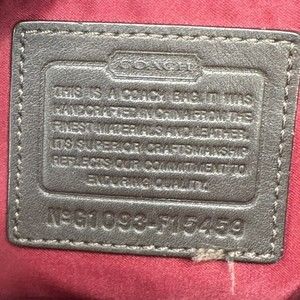 COACH
THIS IS A COACH BAG. IT WAS
HANDCRAFTED IN CHINA FROM THE
FINEST MATERIALS AND LEATHER.
ITS SUPERIOR CRAFTSMANSHIP
REFLECTS OUR COMMITMENT TO
ENDURING QUALITY.
Nº G1093-F15459